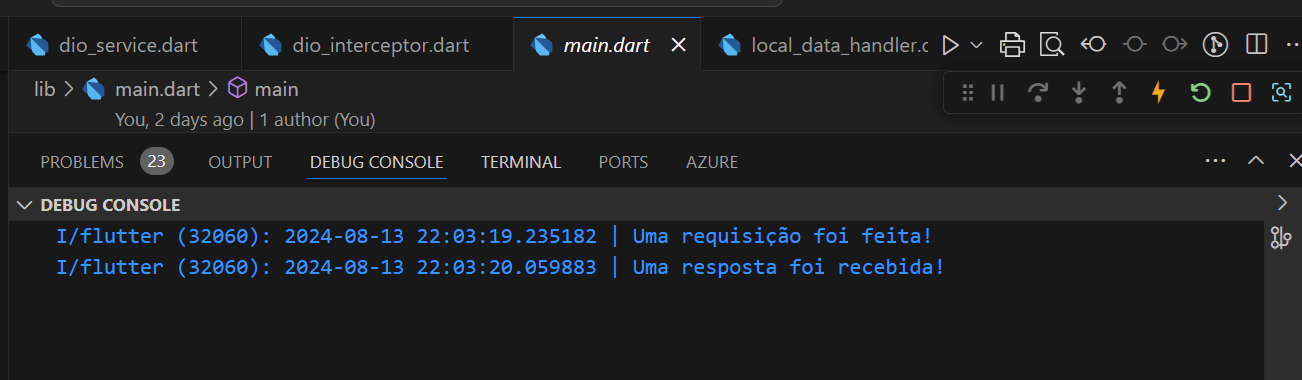 dio_service.dart
dio_interceptor.dart
main.dart
local_data_handler.c
lib > main.dart > main
You, 2 days ago | 1 author (You)
PROBLEMS 23 OUTPUT DEBUG CONSOLE TERMINAL PORTS AZURE
DEBUG CONSOLE
I/flutter (32060): 2024-08-13 22:03:19.235182 | Uma requisição foi feita!
I/flutter (32060): 2024-08-13 22:03:20.059883 | Uma resposta foi recebida!